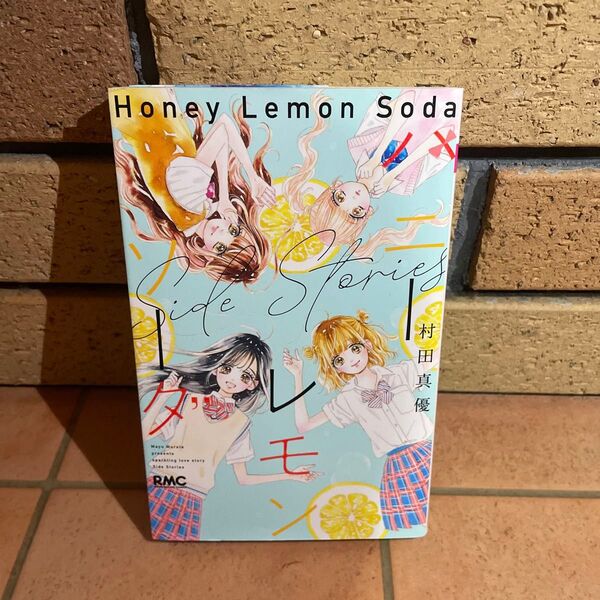 Honey Lemon Soda
ハニー
レモン
ソーダ
Side Stories
村田真優
Mayu Murata
presents
sparkling love story
Side Stories
RMC